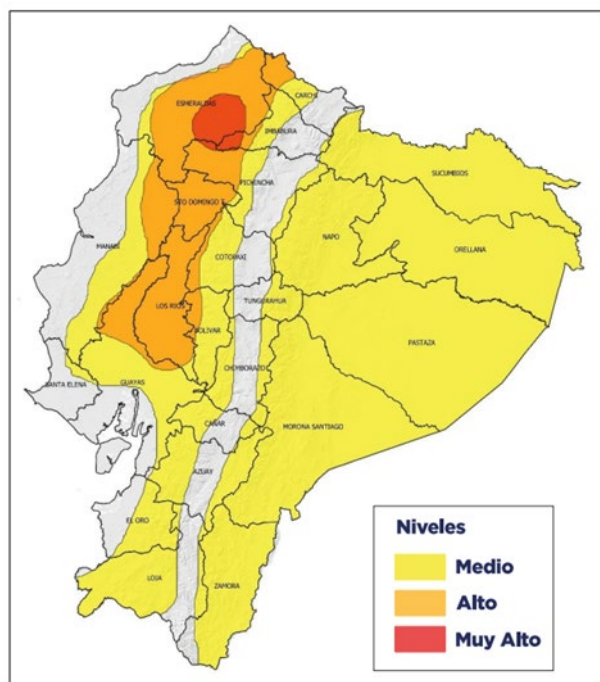 CARCHI
ESMERALDAS
IMBABURA
SUCUMBIOS
PICHINCHA
STO DOMINGO T
NAPO
ORELLANA
MANABI
COTOPAXI
TUNGURAHUA
LOS RIOS
PASTAZA
BOLIVAR
CHIMBORAZO
SANTA ELENA
GUAYAS
CAÑAR
MORONA SANTIAGO
AZUAY
EL ORO
LOJA
ZAMORA
Niveles
Medio
Alto
Muy Alto